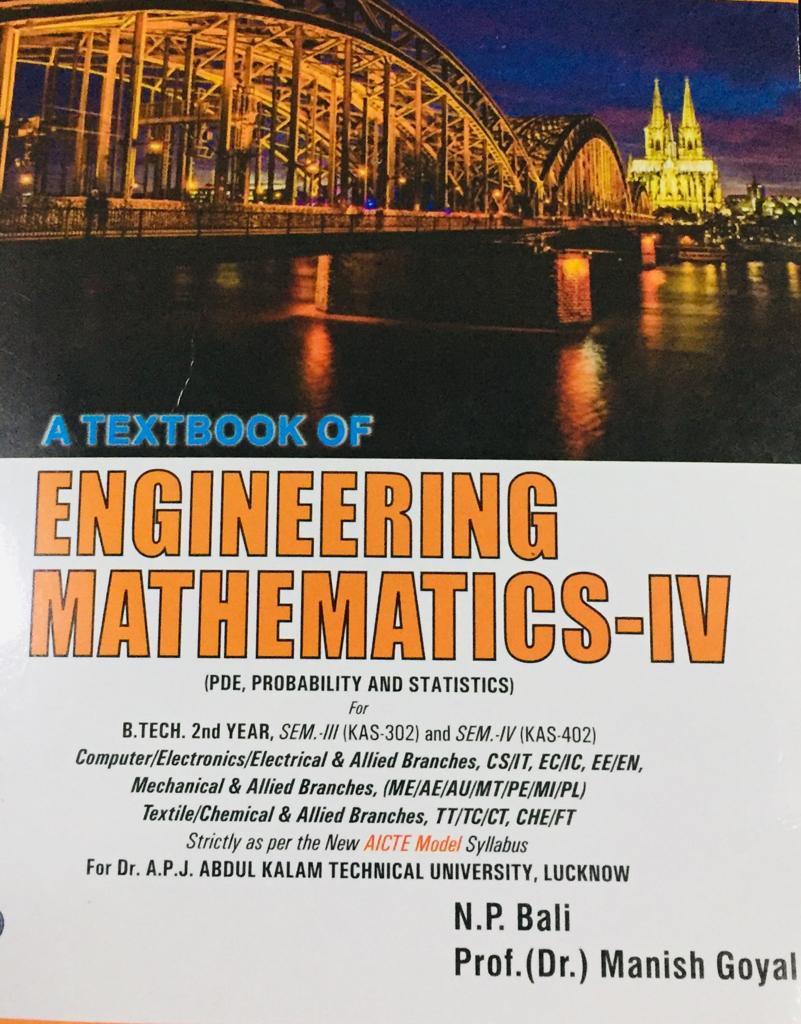 A TEXTBOOK OF
ENGINEERING
MATHEMATICS-IV
(PDE, PROBABILITY AND STATISTICS)
For
B.TECH. 2nd YEAR, SEM.-III (KAS-302) and SEM.-IV (KAS-402)
Computer/Electronics/Electrical & Allied Branches, CS/IT, EC/IC, EE/EN,
Mechanical & Allied Branches, (ME/AE/AU/MT/PE/MI/PL)
Textile/Chemical & Allied Branches, TT/TC/CT, CHE/FT
Strictly as per the New AICTE Model Syllabus
For Dr. A.P.J. ABDUL KALAM TECHNICAL UNIVERSITY, LUCKNOW
N.P. Bali
Prof.(Dr.) Manish Goyal